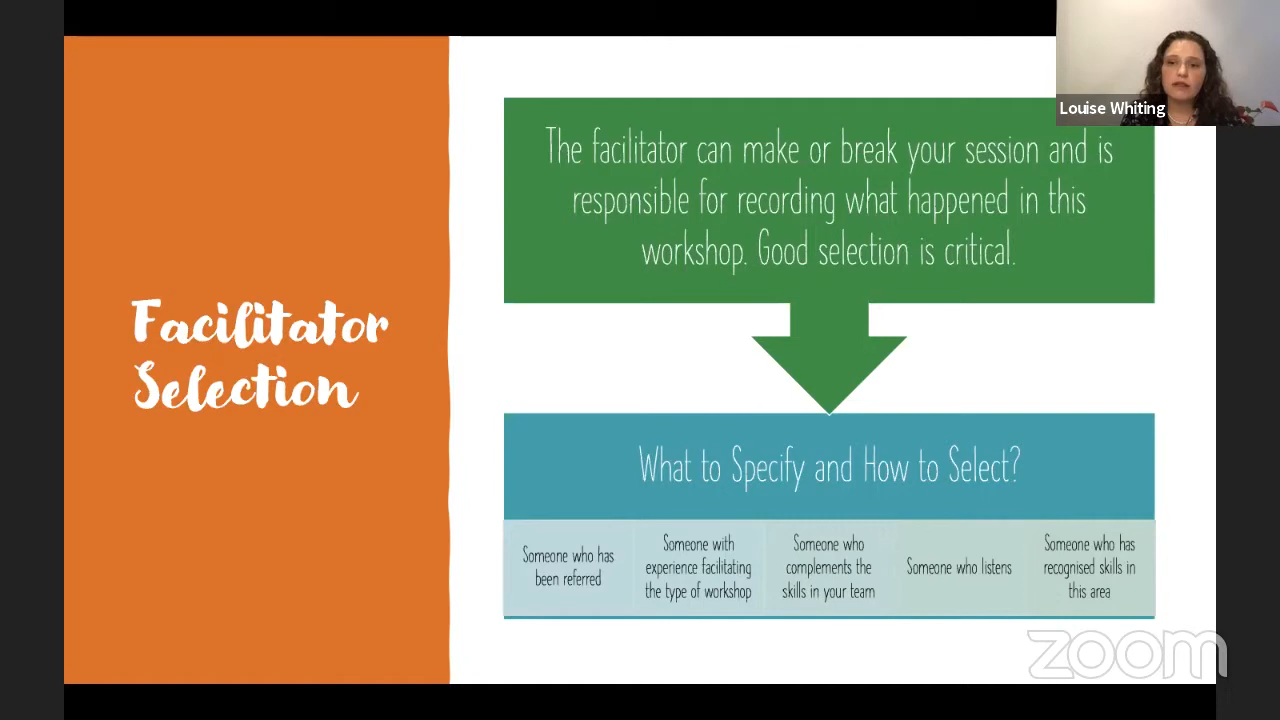 Louise Whiting
The facilitator can make or break your session and is
responsible for recording what happened in this
workshop. Good selection is critical.
Facilitator
Selection
What to Specify and How to Select?
Someone who has
been referred
Someone with
experience facilitating
the type of workshop
Someone who
complements the
skills in your team
Someone who listens
Someone who has
recognised skills in
this area
zoom